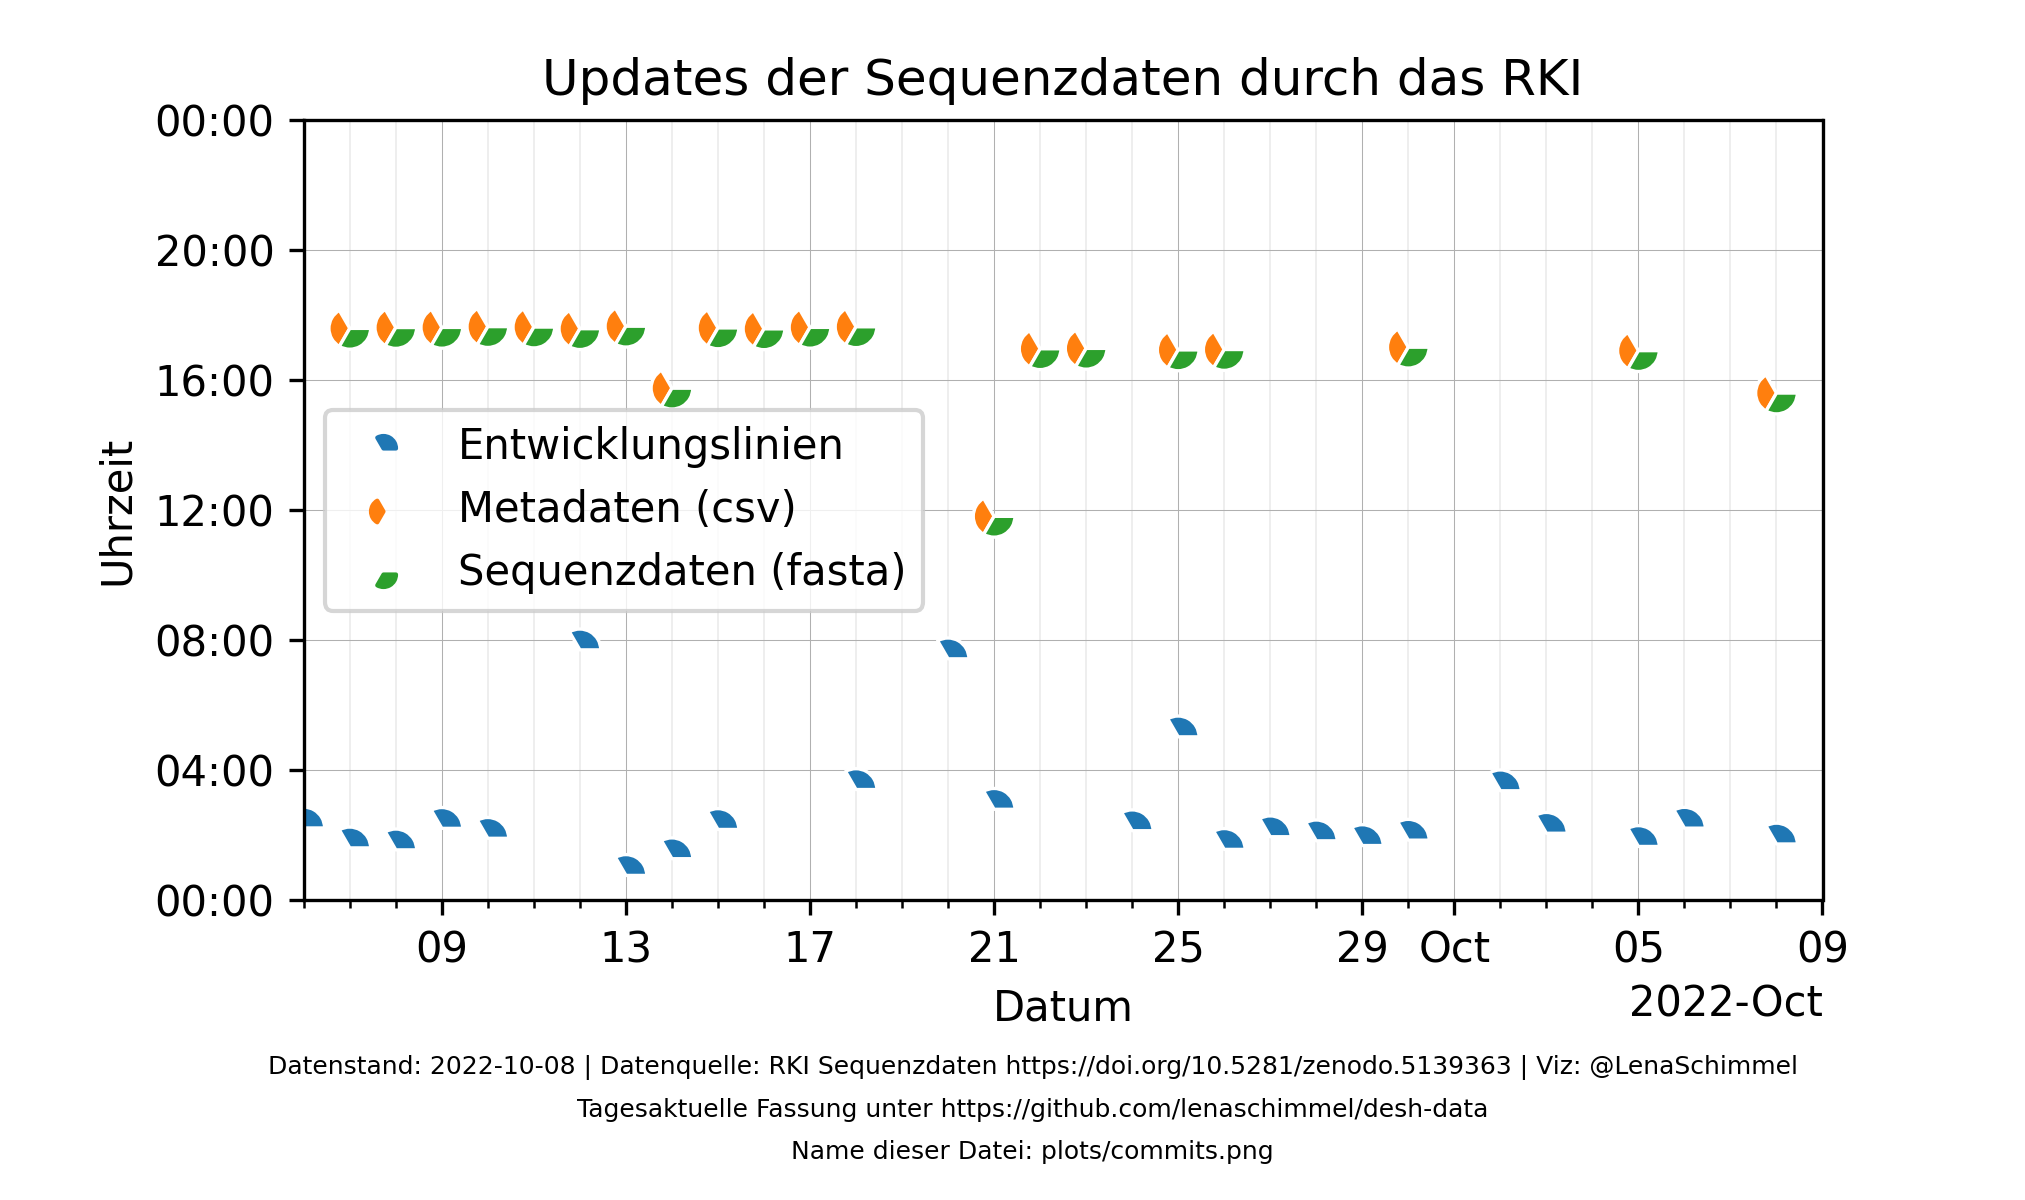 Updates der Sequenzdaten durch das RKI
00:00
20:00
16:00
12:00
08:00
04:00
00:00
Uhrzeit
Entwicklungslinien
Metadaten (csv)
Sequenzdaten (fasta)
09 13 17 21 25 29 Oct 05 09
Datum
2022-Oct
Datenstand: 2022-10-08 | Datenquelle: RKI Sequenzdaten https://doi.org/10.5281/zenodo.5139363 | Viz: @LenaSchimmel
Tagesaktuelle Fassung unter https://github.com/lenaschimmel/desh-data
Name dieser Datei: plots/commits.png